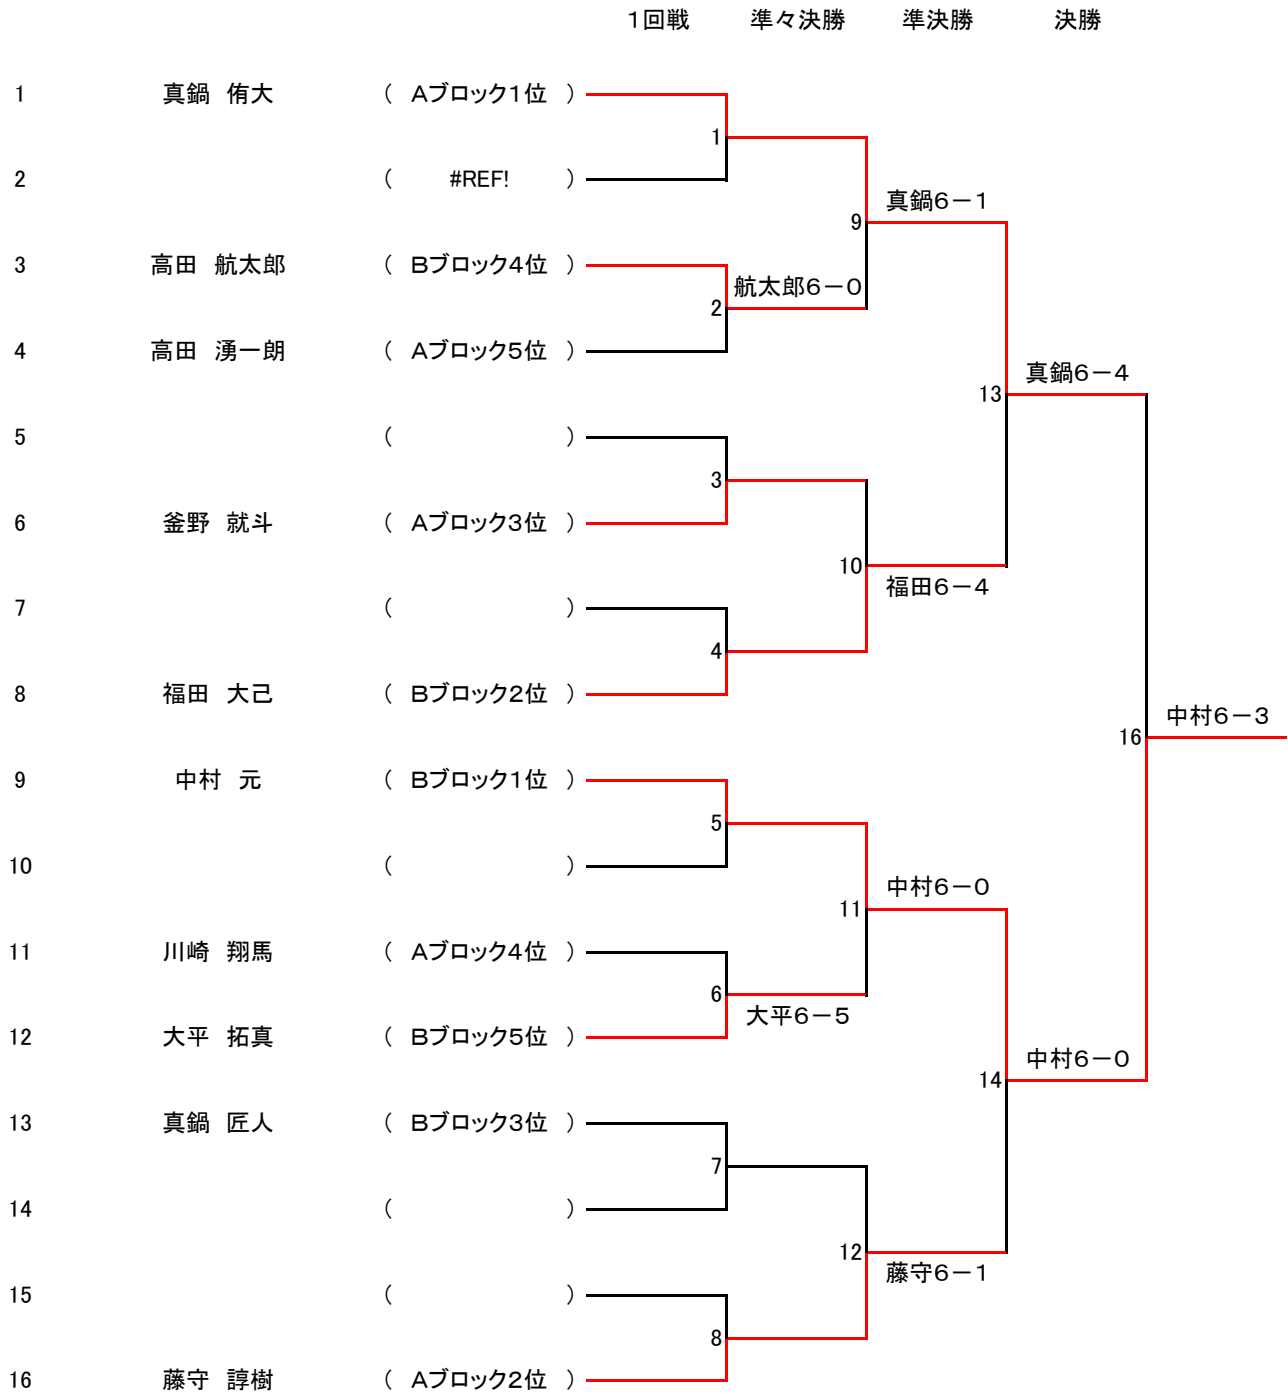 1回戦　準々決勝　準決勝　決勝
1　真鍋　侑大　（　Aブロック1位　）
1
2　（　#REF!　）
真鍋6－1
9
3　高田　航太郎　（　Bブロック4位　）
航太郎6－0
2
4　高田　湧一朗　（　Aブロック5位　）
真鍋6－4
13
5　（　）
3
6　釜野　就斗　（　Aブロック3位　）
10
福田6－4
7　（　）
4
8　福田　大己　（　Bブロック2位　）
中村6－3
16
9　中村　元　（　Bブロック1位　）
5
10　（　）
中村6－0
11
11　川崎　翔馬　（　Aブロック4位　）
6
大平6－5
12　大平　拓真　（　Bブロック5位　）
中村6－0
14
13　真鍋　匠人　（　Bブロック3位　）
7
14　（　）
12
藤守6－1
15　（　）
8
16　藤守　諄樹　（　Aブロック2位　）